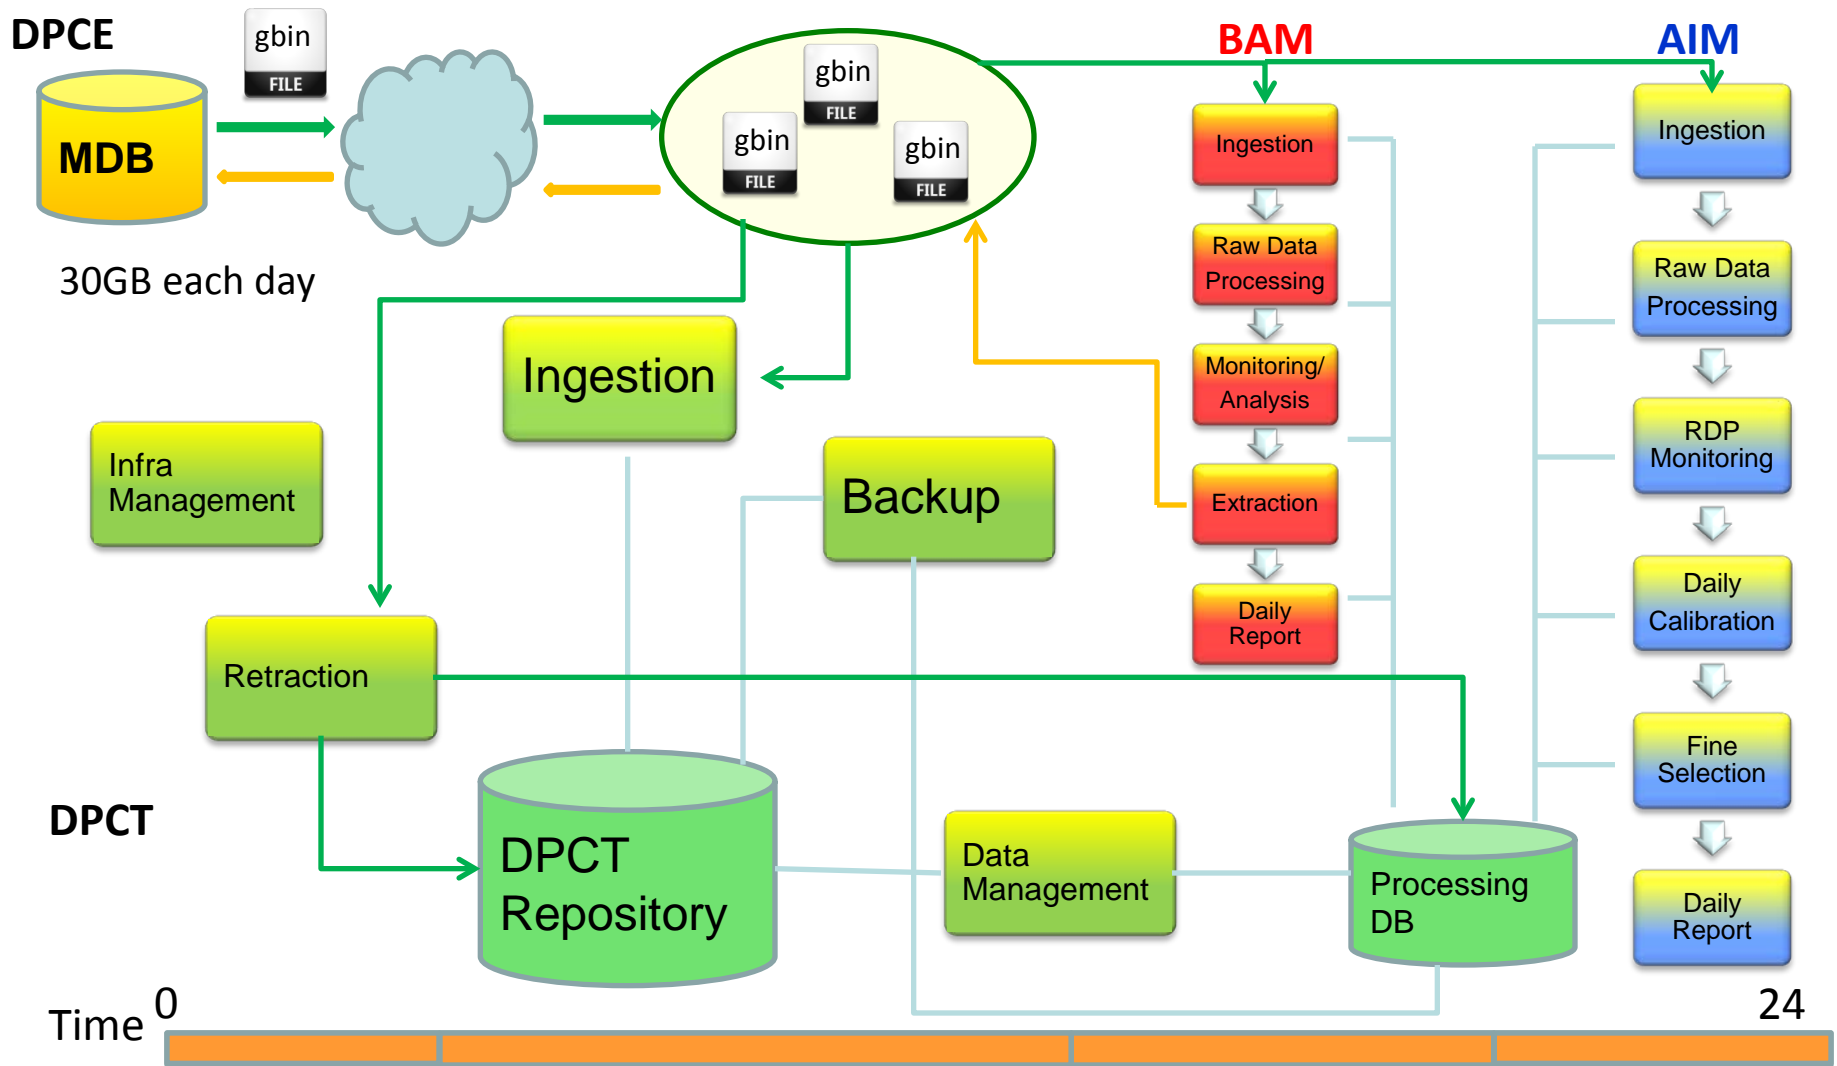 DPCE
gbin
FILE
MDB
30GB each day
gbin
FILE
gbin
FILE
gbin
FILE
BAM
Ingestion
Raw Data
Processing
Monitoring/
Analysis
Extraction
Daily
Report
AIM
Ingestion
Raw Data
Processing
RDP
Monitoring
Daily
Calibration
Fine
Selection
Daily
Report
Ingestion
Infra
Management
Backup
Retraction
DPCT
DPCT
Repository
Data
Management
Processing
DB
Time
0
24